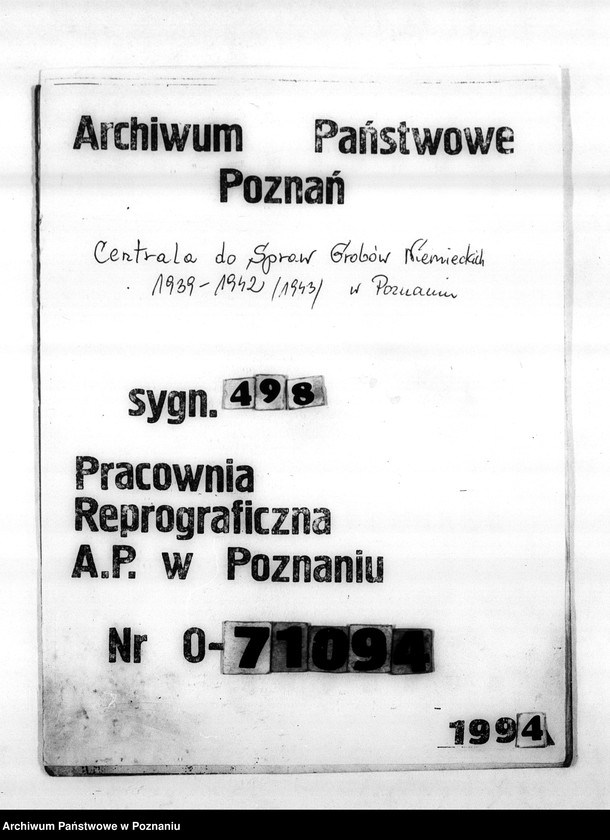 Archiwum Państwowe
Poznań
Centrala do Spraw Grobów Niemieckich
1939-1942 /1943/ w Poznaniu
sygn. 498
Pracownia
Reprograficzna
A.P. w Poznaniu
Nr O-71094
1994
Archiwum Państwowe w Poznaniu